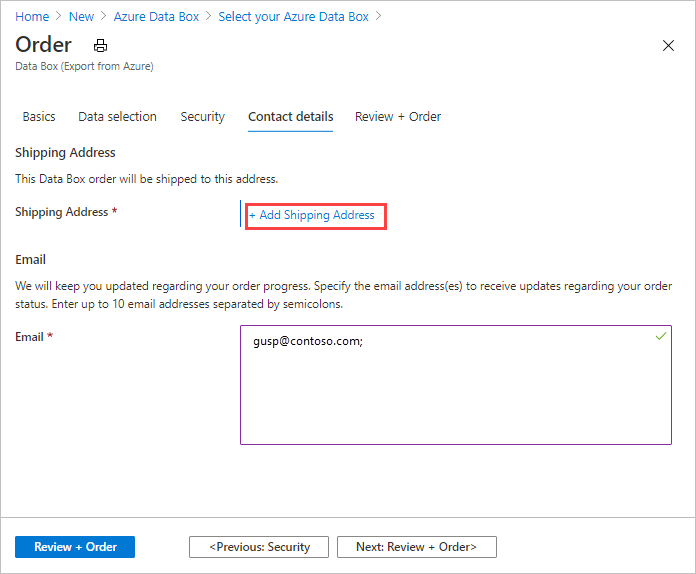 Home > New > Azure Data Box > Select your Azure Data Box >
Order
Data Box (Export from Azure)
Basics Data selection Security Contact details Review + Order
Shipping Address
This Data Box order will be shipped to this address.
Shipping Address * + Add Shipping Address
Email
We will keep you updated regarding your order progress. Specify the email address(es) to receive updates regarding your order
status. Enter up to 10 email addresses separated by semicolons.
Email * gusp@contoso.com;
Review + Order <Previous: Security Next: Review + Order>